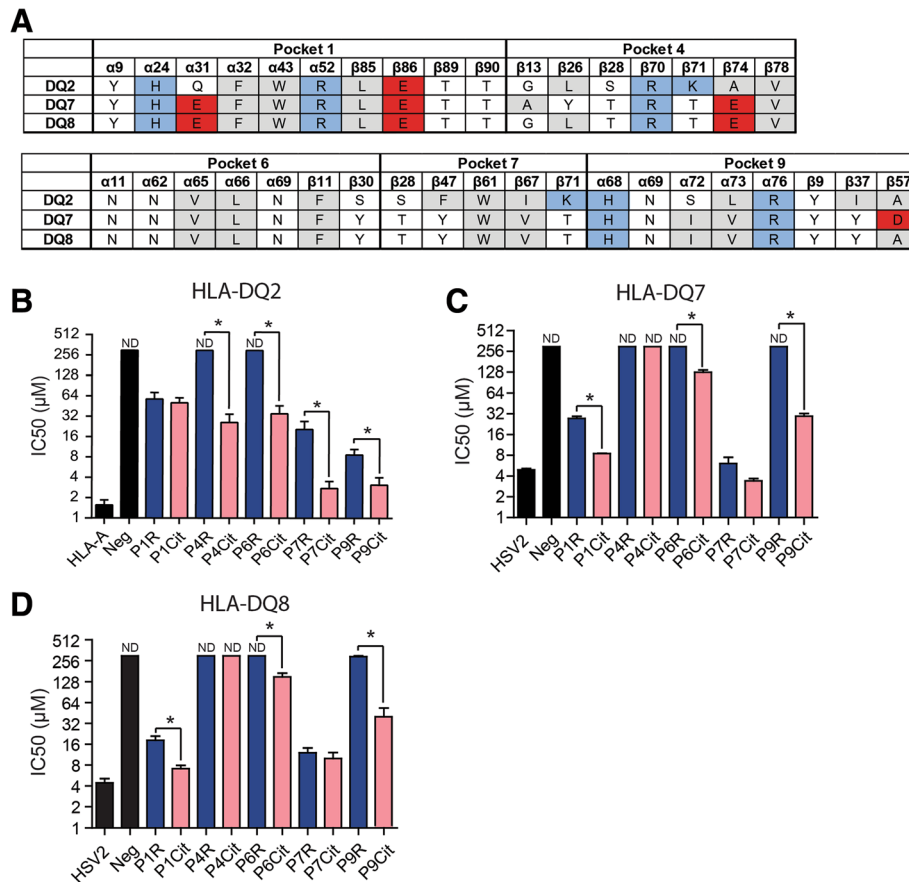 A
Pocket 1 Pocket 4
α9 α24 α31 α32 α43 α52 β85 β86 β89 β90 β13 β26 β28 β70 β71 β74 β78
DQ2 Y H Q F W R L E T T G L S R K A V
DQ7 Y H E F W R L E T T A Y T R T E V
DQ8 Y H E F W R L E T T G L T R T E V
Pocket 6 Pocket 7 Pocket 9
α11 α62 α65 α66 α69 β11 β30 β28 β47 β61 β67 β71 α68 α69 α72 α73 α76 β9 β37 β57
DQ2 N N V L N F S S F W I K H N S L R Y I A
DQ7 N N V L N F Y T Y W V T H N I V R Y Y D
DQ8 N N V L N F Y T Y W V T H N I V R Y Y A
B
HLA-DQ2
IC50 (µM)
512
256
128
64
32
16
8
4
2
1
ND
ND
ND
*
*
*
*
HLA-A Neg P1R P1Cit P4R P4Cit P6R P6Cit P7R P7Cit P9R P9Cit
C
HLA-DQ7
IC50 (µM)
512
256
128
64
32
16
8
4
2
1
ND
ND
ND
ND
ND
*
*
*
HSV2 Neg P1R P1Cit P4R P4Cit P6R P6Cit P7R P7Cit P9R P9Cit
D
HLA-DQ8
IC50 (µM)
512
256
128
64
32
16
8
4
2
1
ND
ND
ND
ND
*
*
*
HSV2 Neg P1R P1Cit P4R P4Cit P6R P6Cit P7R P7Cit P9R P9Cit